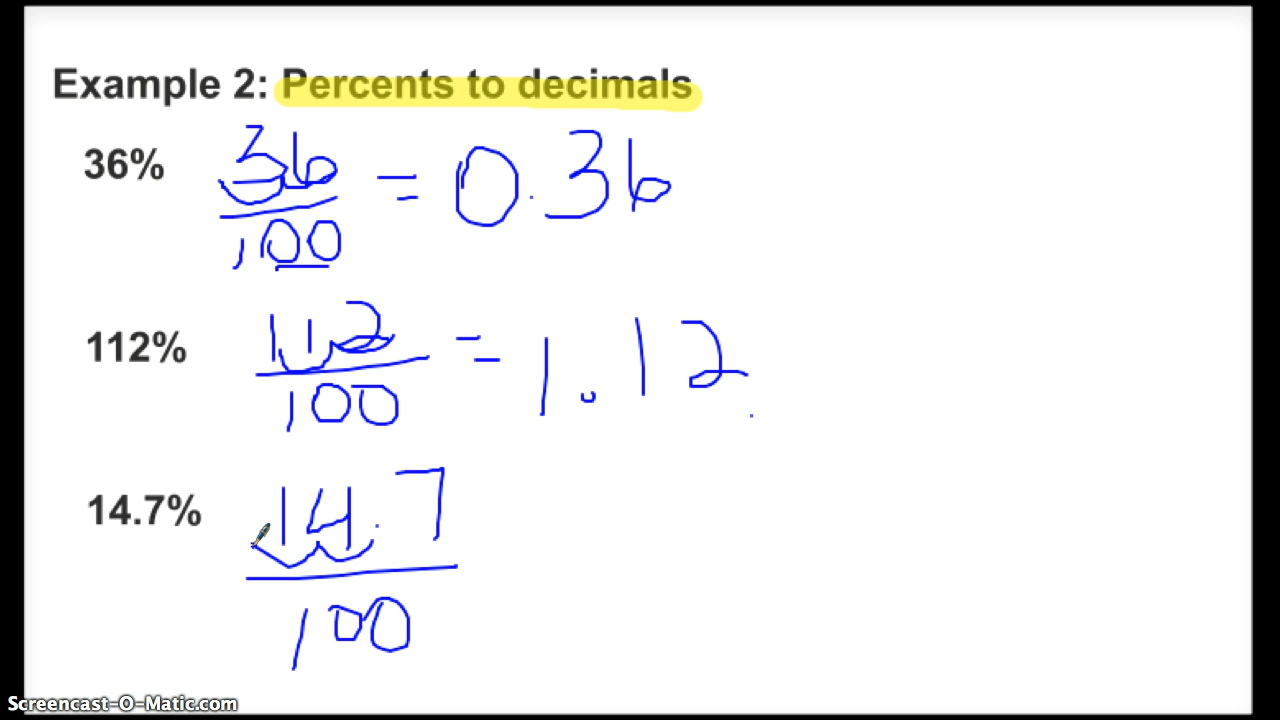 Example 2: Percents to decimals
36% 36/100 = 0.36
112% 112/100 = 1.12
14.7% 14.7/100
Screencast-O-Matic.com